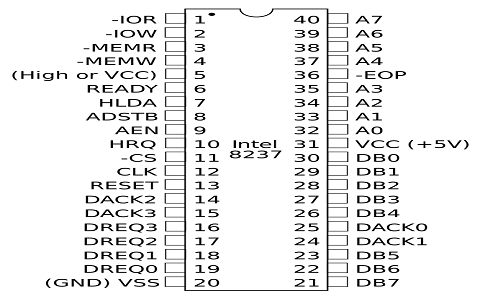 -IOR 1 40 A7
-IOW 2 39 A6
-MEMR 3 38 A5
-MEMW 4 37 A4
(High or VCC) 5 36 -EOP
READY 6 35 A3
HLDA 7 34 A2
ADSTB 8 33 A1
AEN 9 32 A0
HRQ 10 Intel 31 VCC (+5V)
-CS 11 8237 30 DB0
CLK 12 29 DB1
RESET 13 28 DB2
DACK2 14 27 DB3
DACK3 15 26 DB4
DREQ3 16 25 DACK0
DREQ2 17 24 DACK1
DREQ1 18 23 DB5
DREQ0 19 22 DB6
(GND) VSS 20 21 DB7